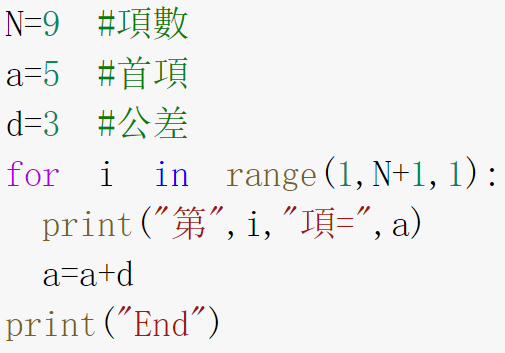 N=9  #項數
a=5  #首項
d=3  #公差
for  i  in  range(1,N+1,1):
  print("第",i,"項=",a)
  a=a+d
print("End")